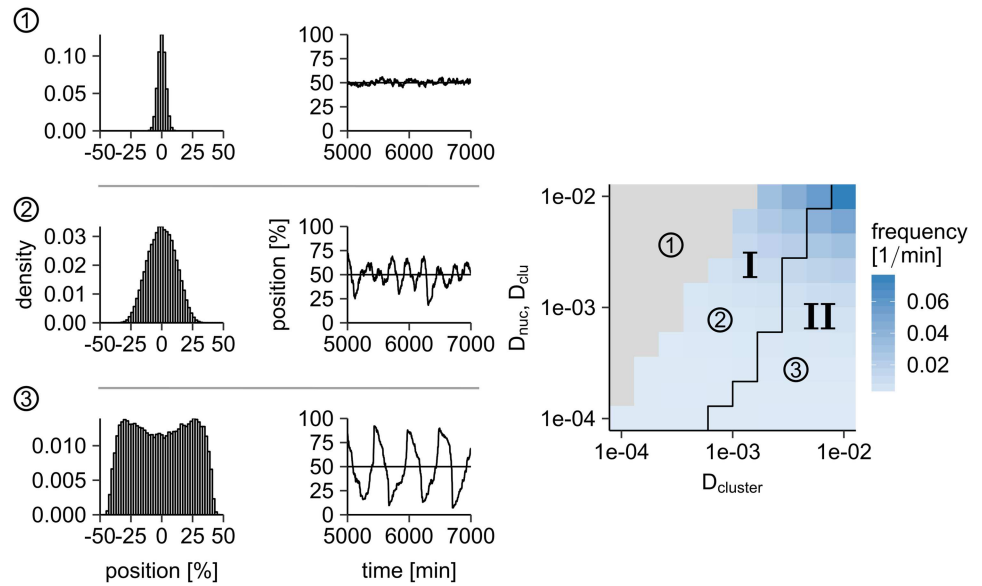 ①
0.10
0.05
0.00
-50 -25 0 25 50
100
75
50
25
0
5000 6000 7000
②
density
0.03
0.02
0.01
0.00
-50 -25 0 25 50
position [%]
100
75
50
25
0
5000 6000 7000
③
0.010
0.005
0.000
-50 -25 0 25 50
position [%]
100
75
50
25
0
5000 6000 7000
time [min]
D_nuc, D_clu
1e-02
1e-03
1e-04
①
I
②
II
③
1e-04 1e-03 1e-02
D_cluster
frequency
[1/min]
0.06
0.04
0.02